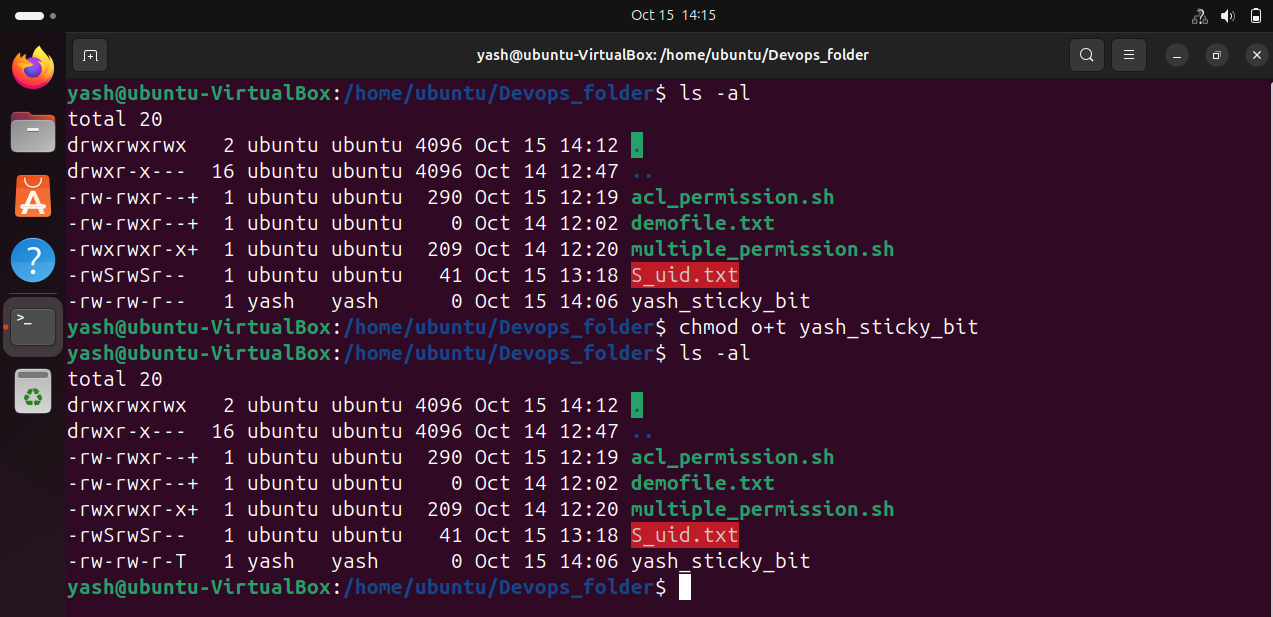 Oct 15 14:15
yash@ubuntu-VirtualBox: /home/ubuntu/Devops_folder
yash@ubuntu-VirtualBox:/home/ubuntu/Devops_folder$ ls -al
total 20
drwxrwxrwx 2 ubuntu ubuntu 4096 Oct 15 14:12 .
drwxr-x--- 16 ubuntu ubuntu 4096 Oct 14 12:47 ..
-rw-rwxr--+ 1 ubuntu ubuntu 290 Oct 15 12:19 acl_permission.sh
-rw-rwxr--+ 1 ubuntu ubuntu 0 Oct 14 12:02 demofile.txt
-rwxrwxr-x+ 1 ubuntu ubuntu 209 Oct 14 12:20 multiple_permission.sh
-rwSrwSr-- 1 ubuntu ubuntu 41 Oct 15 13:18 S_uid.txt
-rw-rw-r-- 1 yash yash 0 Oct 15 14:06 yash_sticky_bit
yash@ubuntu-VirtualBox:/home/ubuntu/Devops_folder$ chmod o+t yash_sticky_bit
yash@ubuntu-VirtualBox:/home/ubuntu/Devops_folder$ ls -al
total 20
drwxrwxrwx 2 ubuntu ubuntu 4096 Oct 15 14:12 .
drwxr-x--- 16 ubuntu ubuntu 4096 Oct 14 12:47 ..
-rw-rwxr--+ 1 ubuntu ubuntu 290 Oct 15 12:19 acl_permission.sh
-rw-rwxr--+ 1 ubuntu ubuntu 0 Oct 14 12:02 demofile.txt
-rwxrwxr-x+ 1 ubuntu ubuntu 209 Oct 14 12:20 multiple_permission.sh
-rwSrwSr-- 1 ubuntu ubuntu 41 Oct 15 13:18 S_uid.txt
-rw-rw-r-T 1 yash yash 0 Oct 15 14:06 yash_sticky_bit
yash@ubuntu-VirtualBox:/home/ubuntu/Devops_folder$